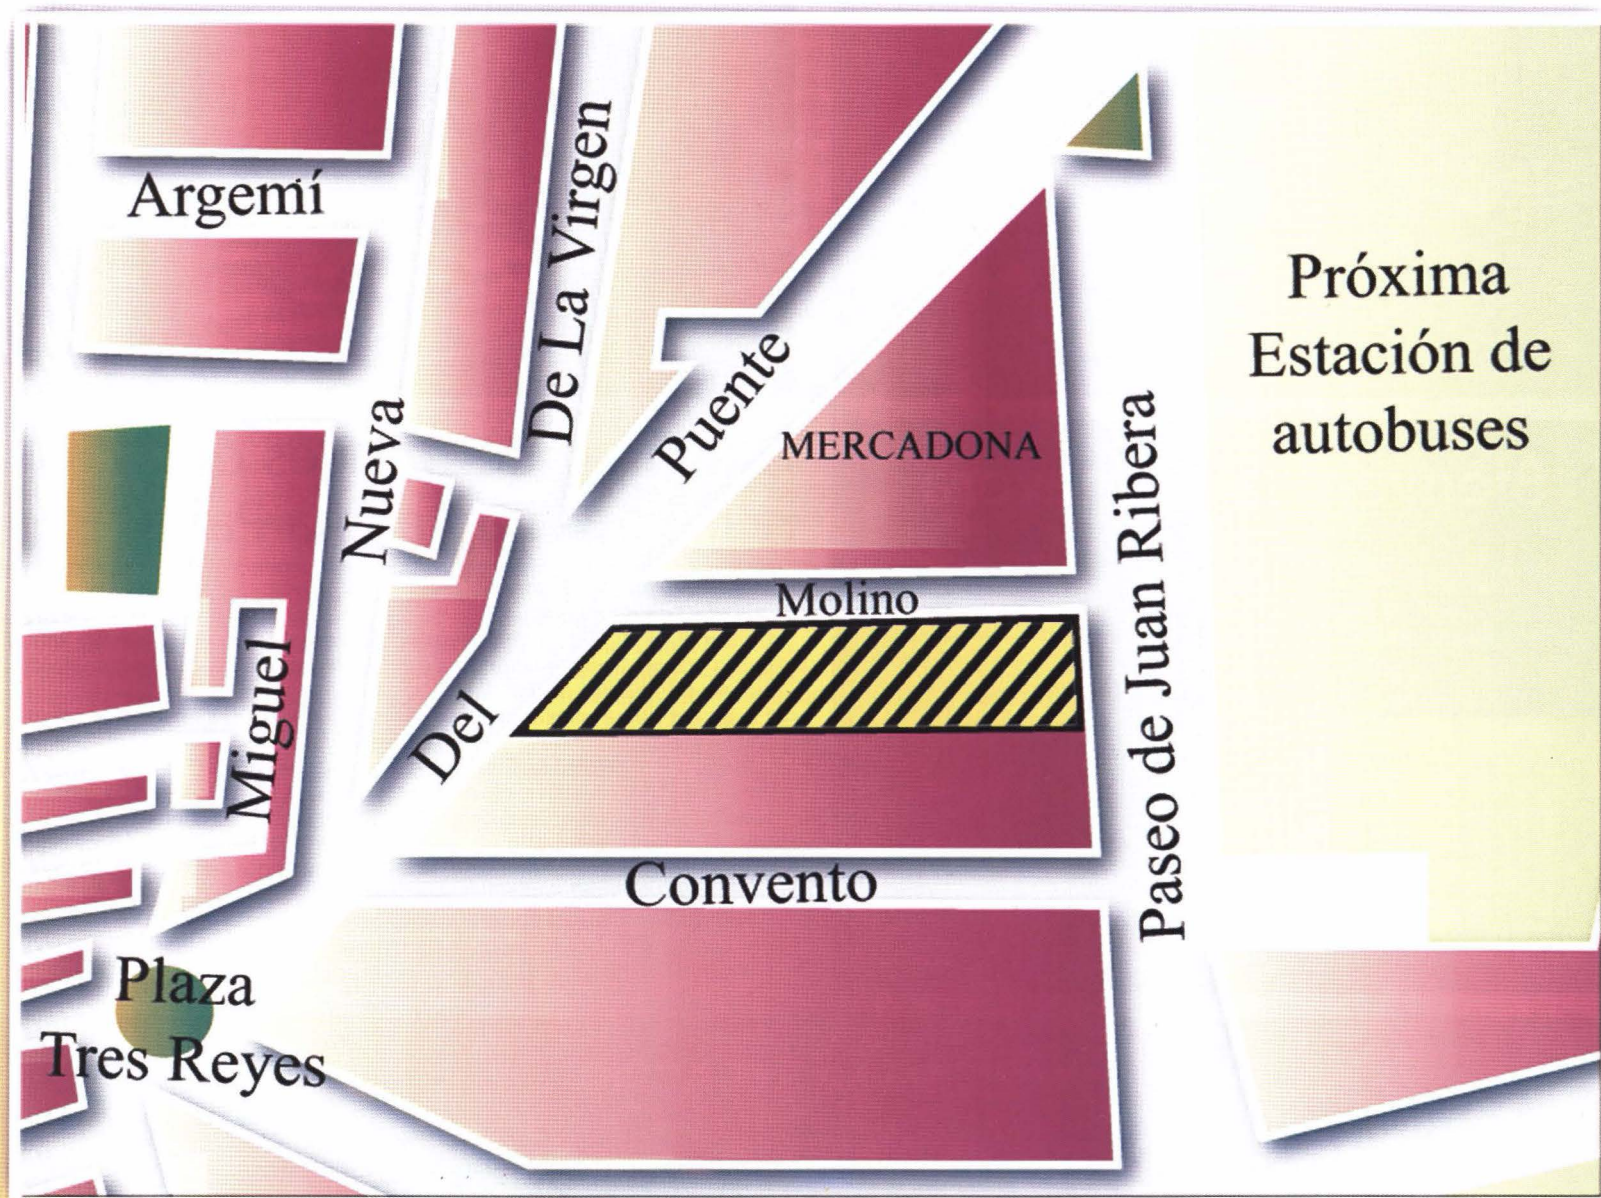 Argemí
De La Virgen
Próxima
Estación de
autobuses
Puente
Nueva
MERCADONA
Paseo de Juan Ribera
Molino
Miguel
Del
Convento
Plaza
Tres Reyes